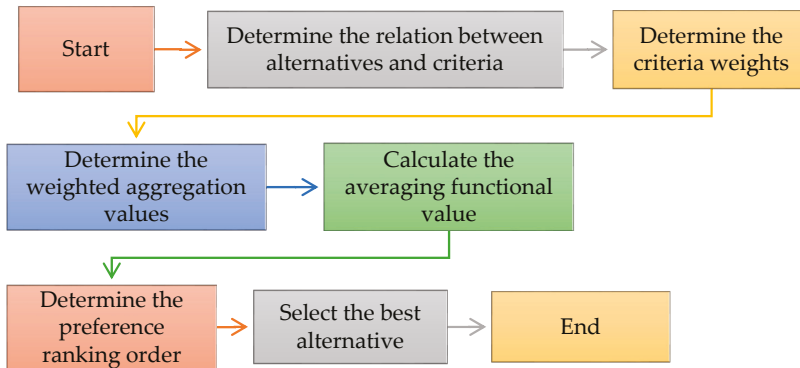 Start
Determine the relation between
alternatives and criteria
Determine the
criteria weights
Determine the
weighted aggregation
values
Calculate the
averaging functional
value
Determine the
preference
ranking order
Select the best
alternative
End